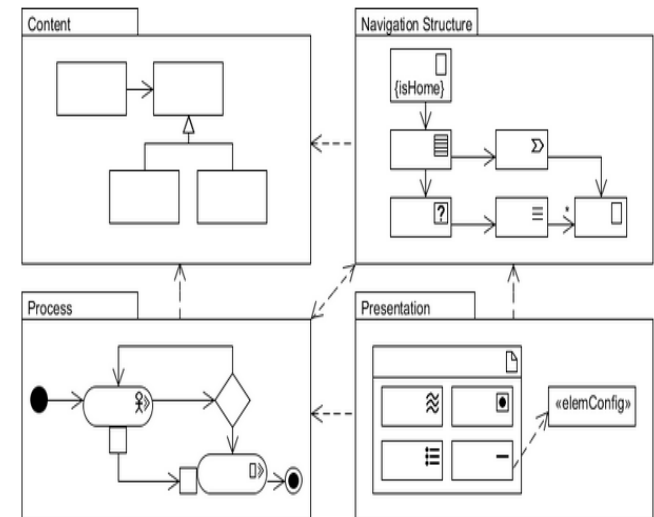 Content
Navigation Structure
{isHome}
?
*
Process
Presentation
«elemConfig»